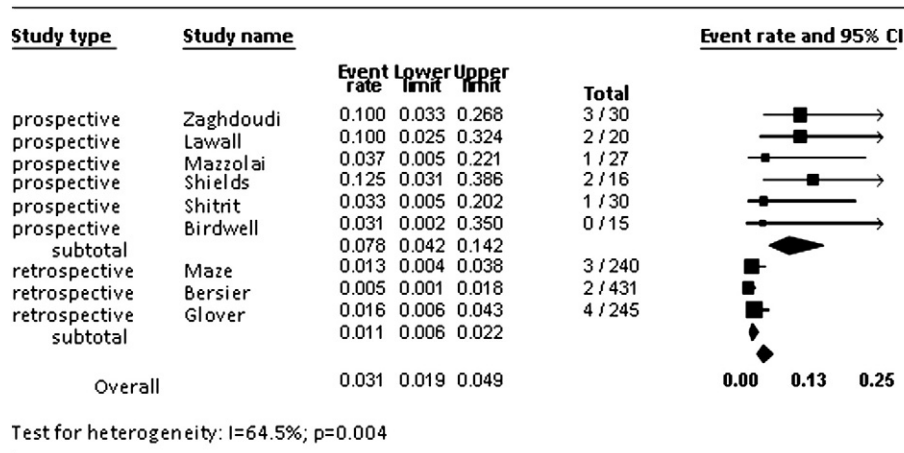 Study type Study name Event rate and 95% CI
Event Lower Upper
rate limit limit Total
prospective Zaghdoudi 0.100 0.033 0.268 3 / 30
prospective Lawall 0.100 0.025 0.324 2 / 20
prospective Mazzolai 0.037 0.005 0.221 1 / 27
prospective Shields 0.125 0.031 0.386 2 / 16
prospective Shitrit 0.033 0.005 0.202 1 / 30
prospective Birdwell 0.031 0.002 0.350 0 / 15
subtotal 0.078 0.042 0.142
retrospective Maze 0.013 0.004 0.038 3 / 240
retrospective Bersier 0.005 0.001 0.018 2 / 431
retrospective Glover 0.016 0.006 0.043 4 / 245
subtotal 0.011 0.006 0.022
Overall 0.031 0.019 0.049 0.00 0.13 0.25
Test for heterogeneity: I=64.5%; p=0.004